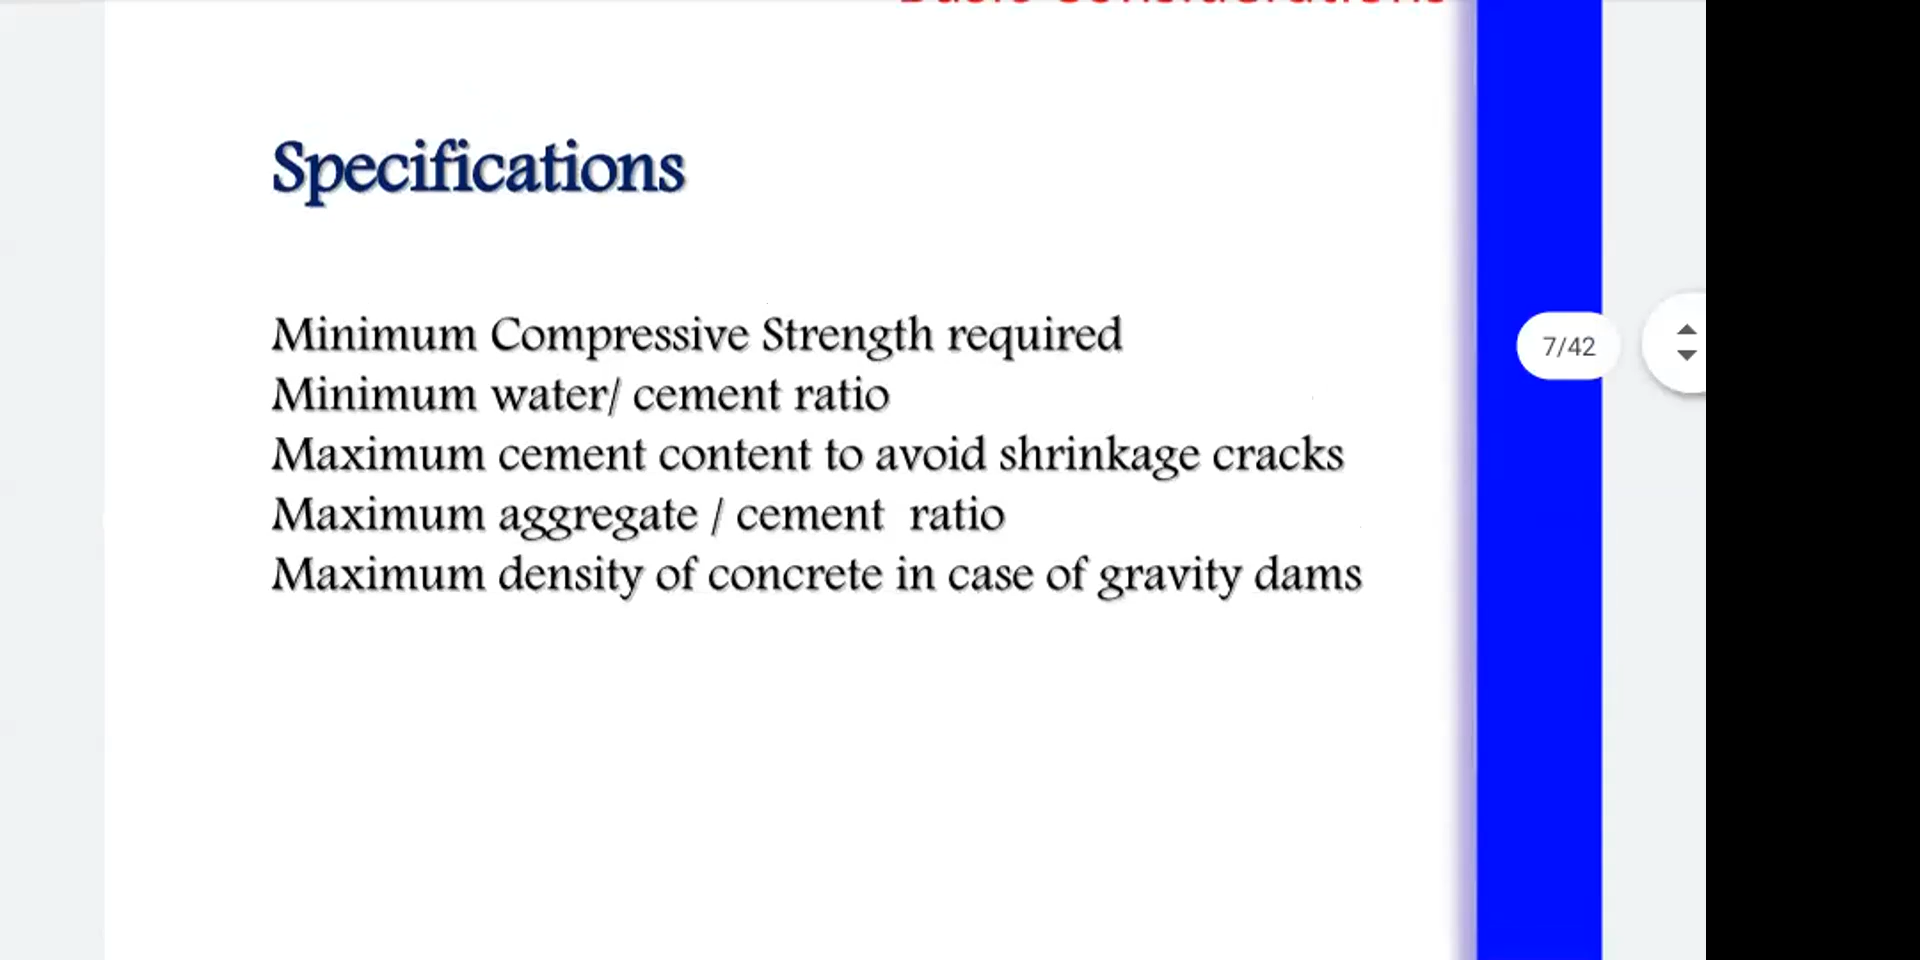 Specifications
Minimum Compressive Strength required
Minimum water/ cement ratio
Maximum cement content to avoid shrinkage cracks
Maximum aggregate / cement ratio
Maximum density of concrete in case of gravity dams
7/42